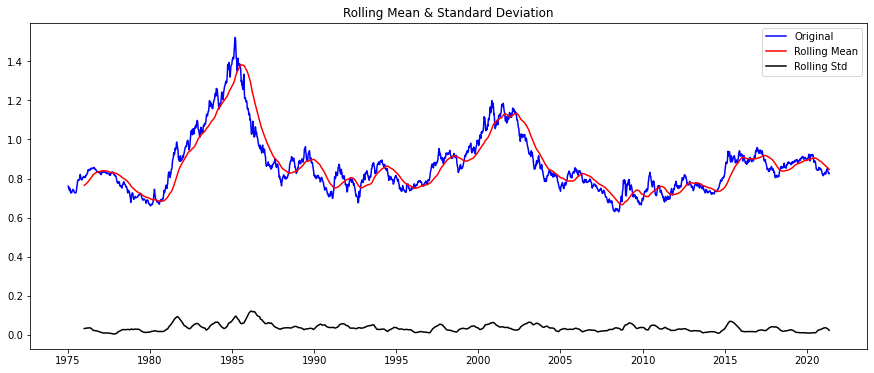 Rolling Mean & Standard Deviation
Original
Rolling Mean
Rolling Std
1.4
1.2
1.0
0.8
0.6
0.4
0.2
0.0
1975 1980 1985 1990 1995 2000 2005 2010 2015 2020